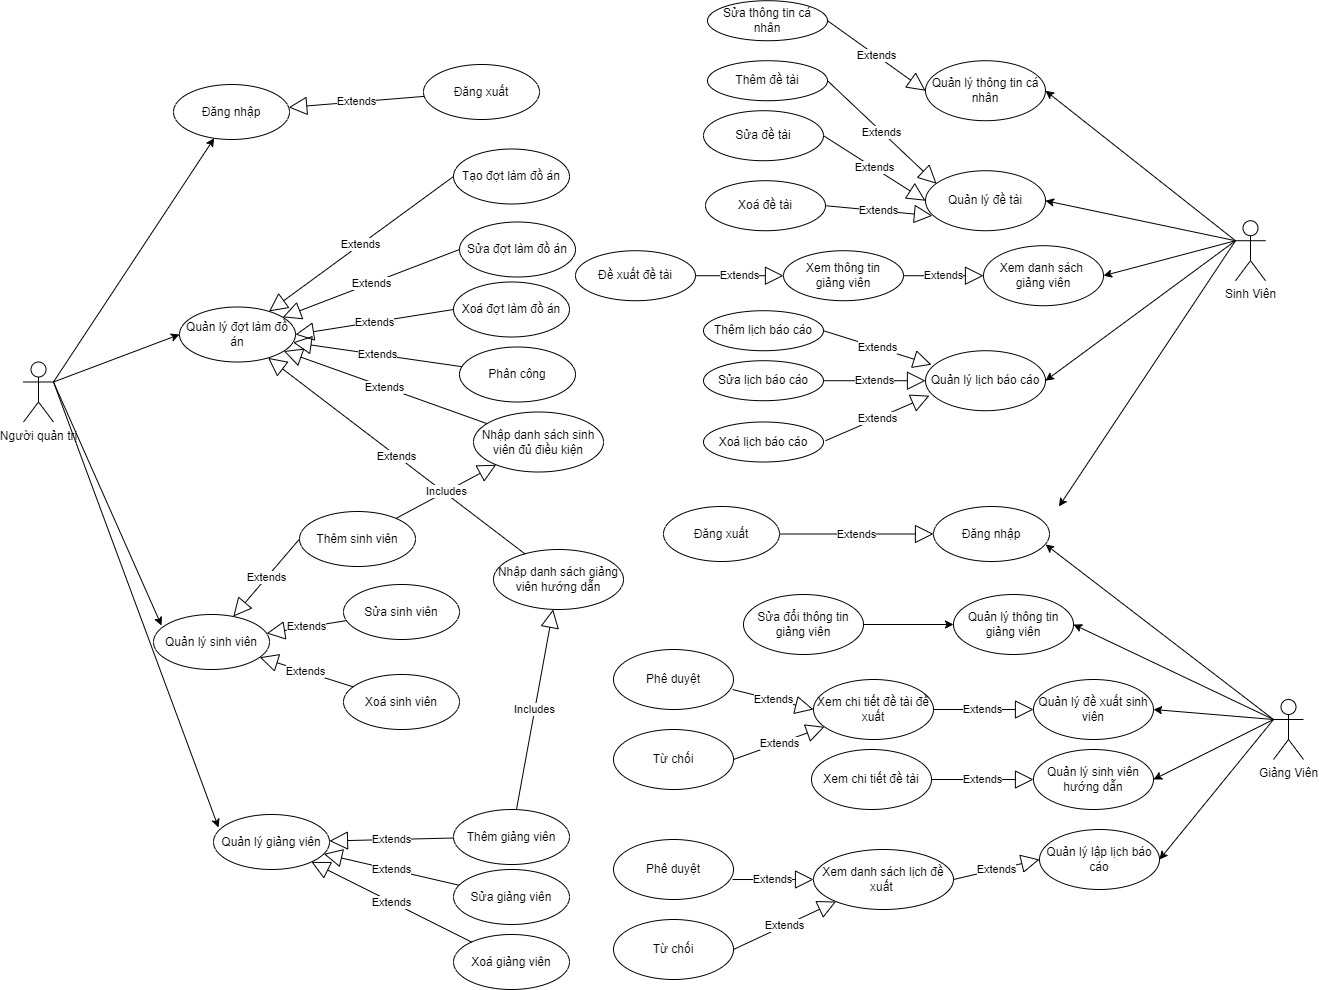 Đăng nhập
Extends
Đăng xuất
Tạo đợt làm đồ án
Extends
Sửa đợt làm đồ án
Extends
Xoá đợt làm đồ án
Extends
Quản lý đợt làm đồ
án
Extends
Phân công
Extends
Nhập danh sách sinh
viên đủ điều kiện
Người quản trị
Extends
Includes
Thêm sinh viên
Nhập danh sách giảng
viên hướng dẫn
Extends
Sửa sinh viên
Extends
Quản lý sinh viên
Extends
Xoá sinh viên
Includes
Quản lý giảng viên
Extends
Thêm giảng viên
Extends
Sửa giảng viên
Extends
Xoá giảng viên
Sửa thông tin cá
nhân
Extends
Quản lý thông tin cá
nhân
Thêm đề tài
Extends
Sửa đề tài
Extends
Xoá đề tài
Extends
Quản lý đề tài
Đề xuất đề tài
Extends
Xem thông tin
giảng viên
Extends
Xem danh sách
giảng viên
Sinh Viên
Thêm lịch báo cáo
Extends
Sửa lịch báo cáo
Extends
Quản lý lịch báo cáo
Xoá lịch báo cáo
Extends
Đăng xuất
Extends
Đăng nhập
Sửa đổi thông tin
giảng viên
Quản lý thông tin
giảng viên
Phê duyệt
Extends
Xem chi tiết đề tài đề
xuất
Extends
Quản lý đề xuất sinh
viên
Từ chối
Extends
Xem chi tiết đề tài
Extends
Quản lý sinh viên
hướng dẫn
Giảng Viên
Phê duyệt
Extends
Xem danh sách lịch đề
xuất
Extends
Quản lý lập lịch báo
cáo
Từ chối
Extends